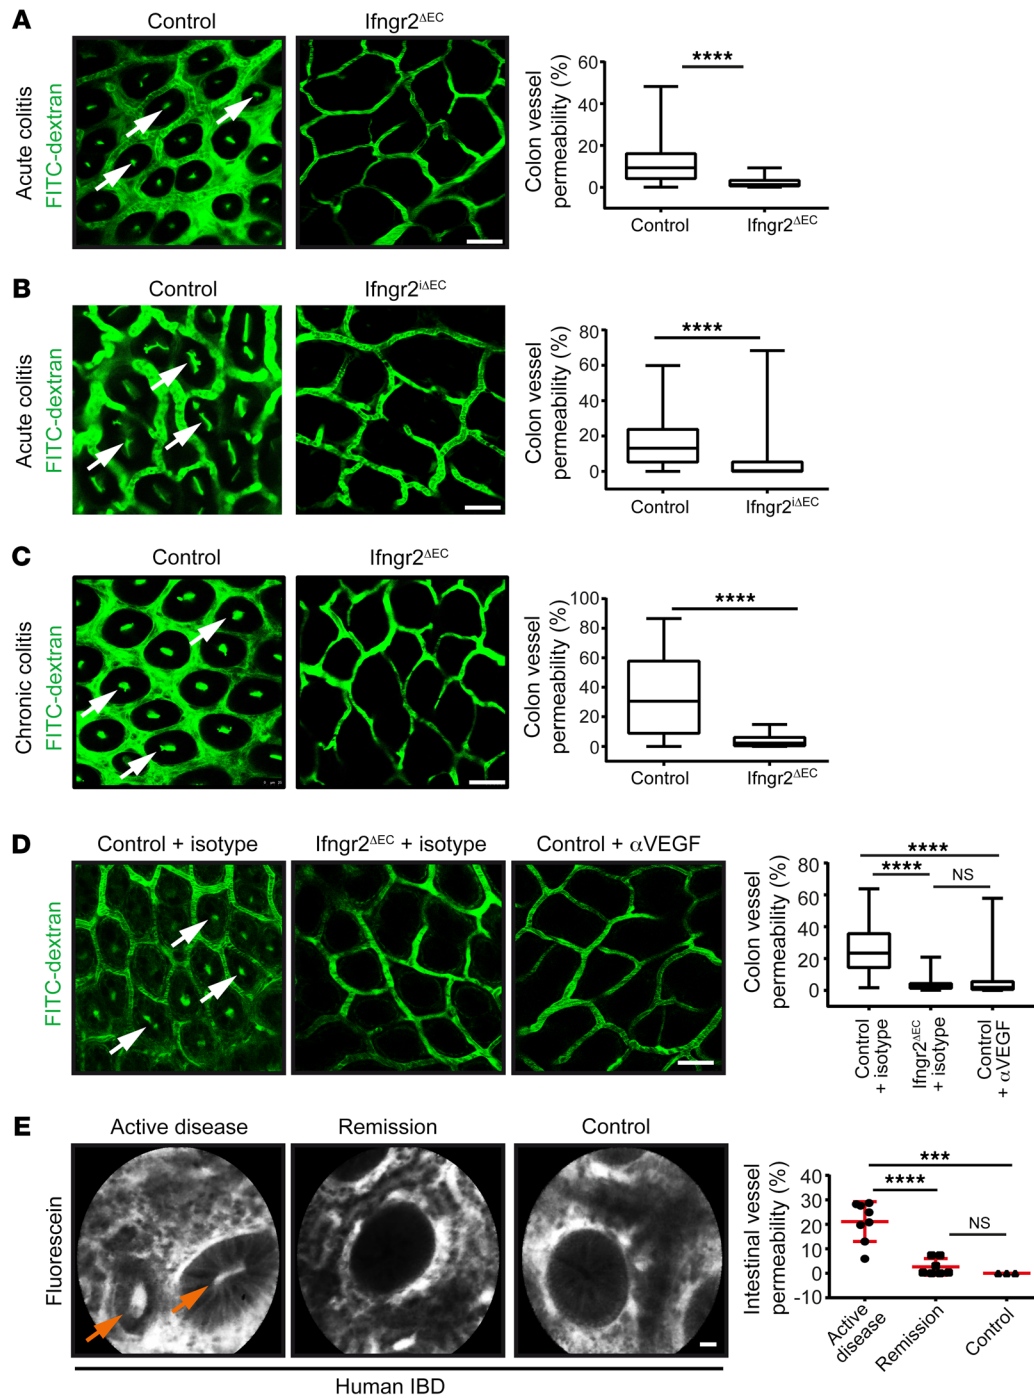 A
Control
Ifngr2ΔEC
Acute colitis
FITC-dextran
Colon vessel
permeability (%)
60
40
20
0
****
Control
Ifngr2ΔEC
B
Control
Ifngr2iΔEC
Acute colitis
FITC-dextran
Colon vessel
permeability (%)
80
60
40
20
0
****
Control
Ifngr2iΔEC
C
Control
Ifngr2ΔEC
Chronic colitis
FITC-dextran
Colon vessel
permeability (%)
100
80
60
40
20
0
****
Control
Ifngr2ΔEC
D
Control + isotype
Ifngr2ΔEC + isotype
Control + αVEGF
FITC-dextran
Colon vessel
permeability (%)
80
60
40
20
0
****
****
NS
Control
+ isotype
Ifngr2ΔEC
+ isotype
Control
+ αVEGF
E
Active disease
Remission
Control
Fluorescein
Human IBD
Intestinal vessel
permeability (%)
40
30
20
10
0
-10
***
****
NS
Active
disease
Remission
Control